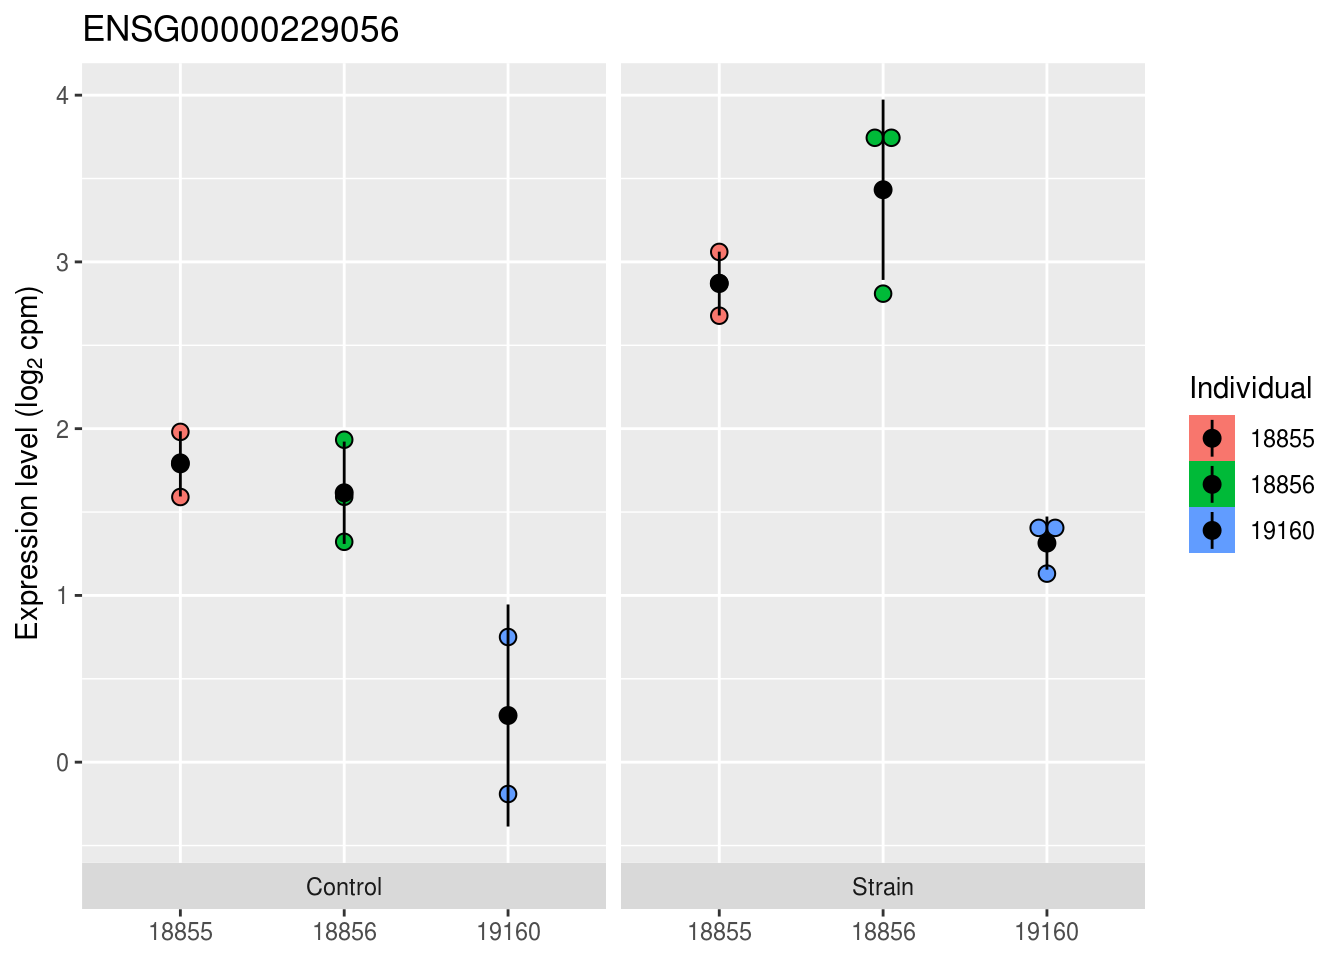 ENSG00000229056
Expression level (log₂ cpm)
4
3
2
1
0
Control
Strain
18855
18856
19160
18855
18856
19160
Individual
18855
18856
19160